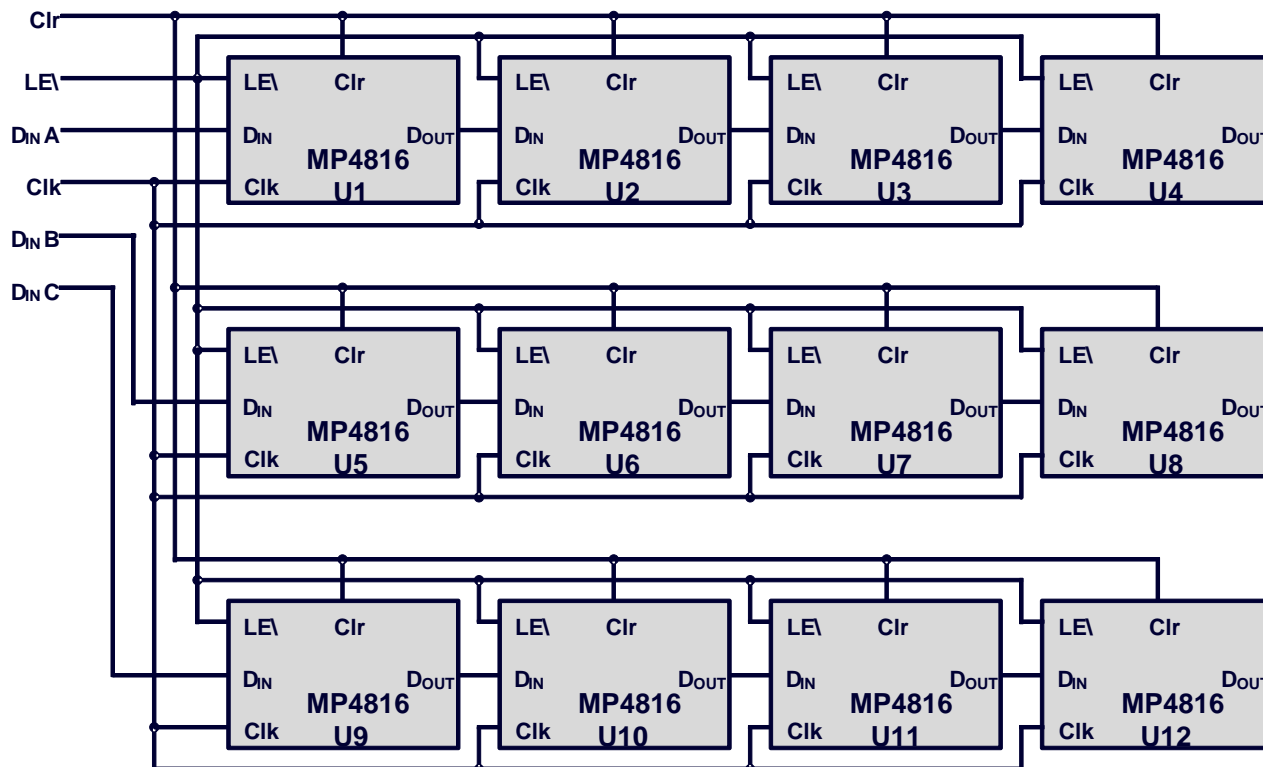 Clr
LE\
DIN A
Clk
DIN B
DIN C
LE\ Clr
DIN DOUT
MP4816
Clk U1
LE\ Clr
DIN DOUT
MP4816
Clk U2
LE\ Clr
DIN DOUT
MP4816
Clk U3
LE\ Clr
DIN DOUT
MP4816
Clk U4
LE\ Clr
DIN DOUT
MP4816
Clk U5
LE\ Clr
DIN DOUT
MP4816
Clk U6
LE\ Clr
DIN DOUT
MP4816
Clk U7
LE\ Clr
DIN DOUT
MP4816
Clk U8
LE\ Clr
DIN DOUT
MP4816
Clk U9
LE\ Clr
DIN DOUT
MP4816
Clk U10
LE\ Clr
DIN DOUT
MP4816
Clk U11
LE\ Clr
DIN DOUT
MP4816
Clk U12